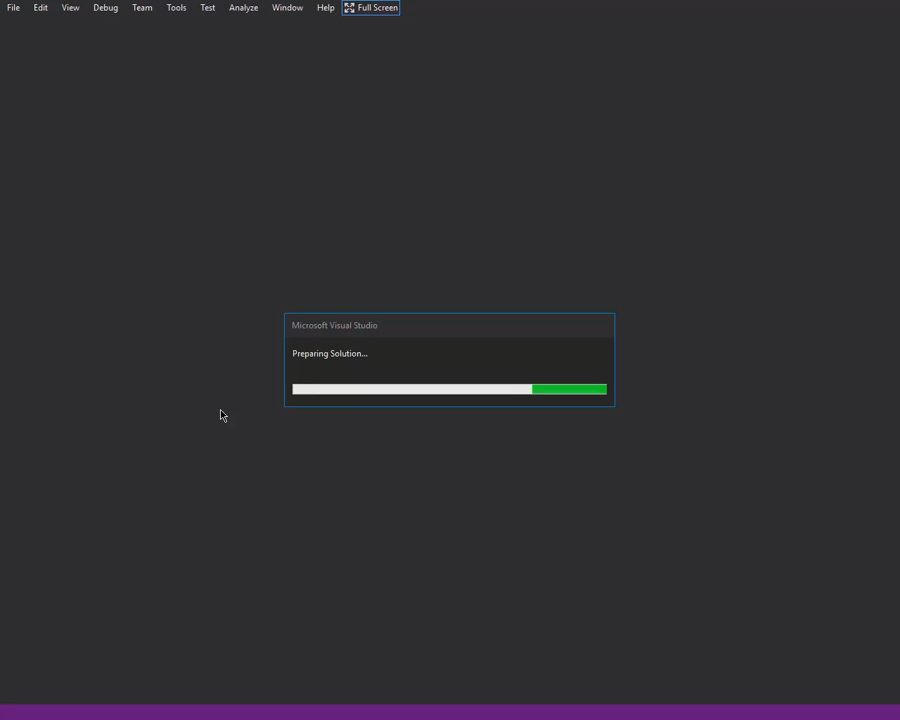 File Edit View Debug Team Tools Test Analyze Window Help Full Screen
Microsoft Visual Studio
Preparing Solution...